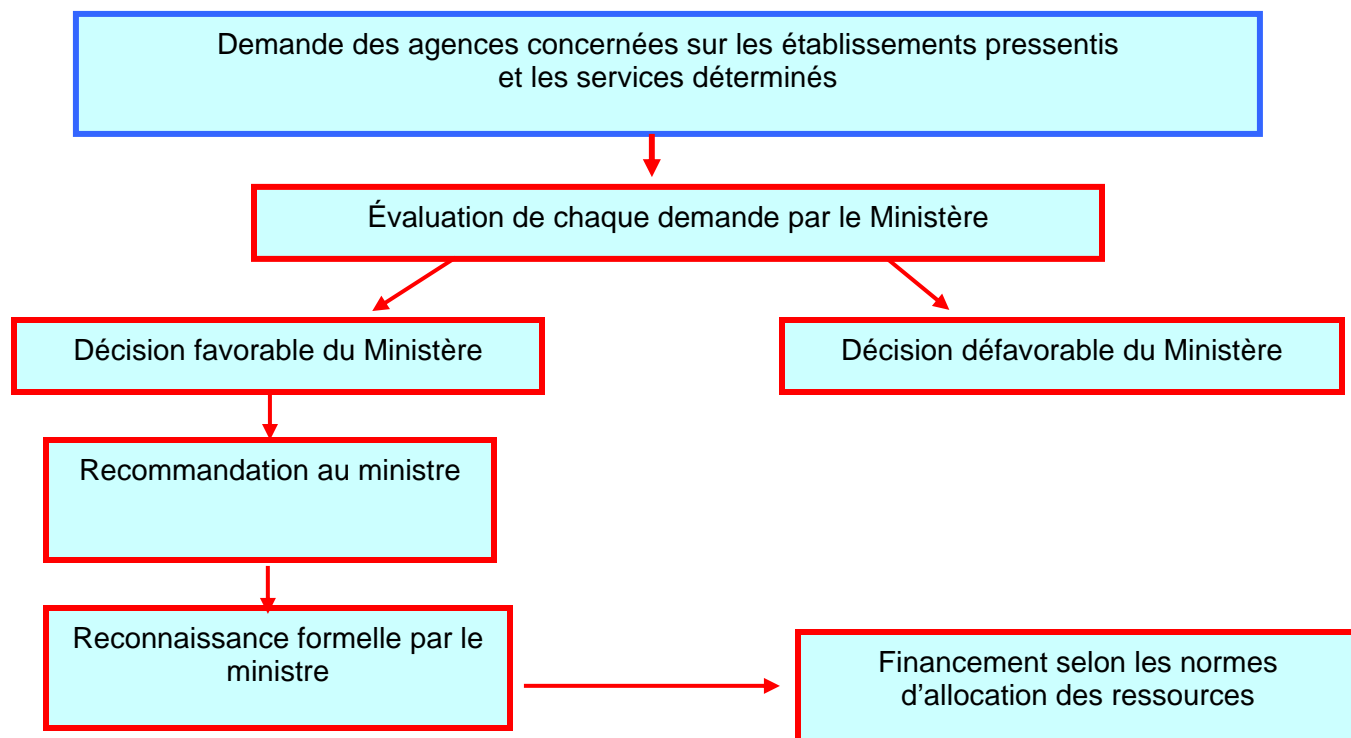 Demande des agences concernées sur les établissements pressentis
et les services déterminés
Évaluation de chaque demande par le Ministère
Décision favorable du Ministère
Décision défavorable du Ministère
Recommandation au ministre
Reconnaissance formelle par le
ministre
Financement selon les normes
d'allocation des ressources